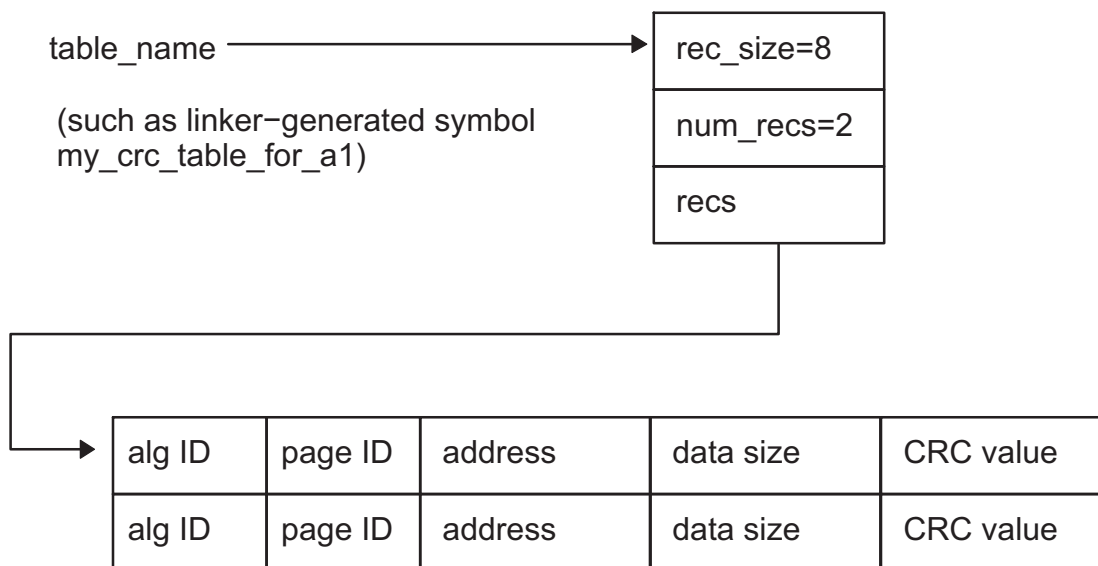 table_name
rec_size=8
(such as linker−generated symbol
my_crc_table_for_a1)
num_recs=2
recs
alg ID page ID address data size CRC value
alg ID page ID address data size CRC value